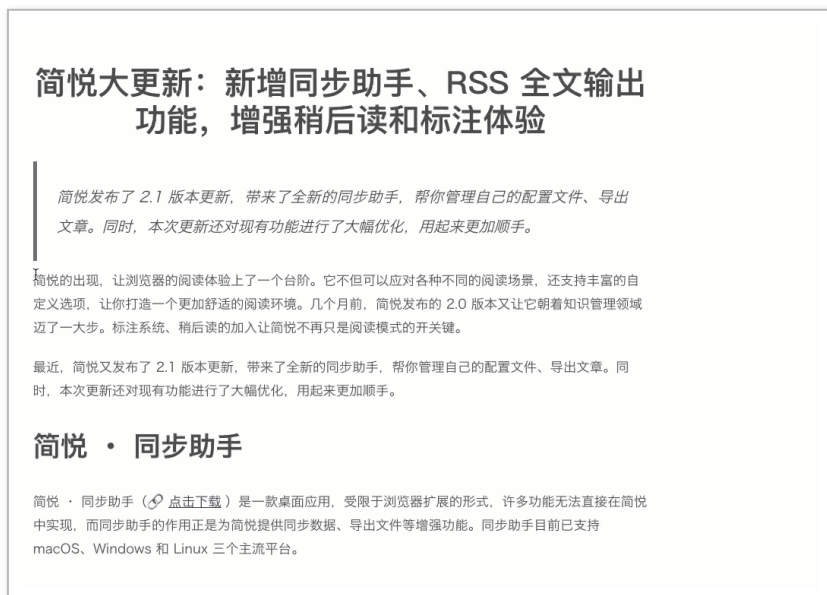 简悦大更新：新增同步助手、RSS 全文输出
功能，增强稍后读和标注体验
简悦发布了 2.1 版本更新，带来了全新的同步助手，帮你管理自己的配置文件、导出
文章。同时，本次更新还对现有功能进行了大幅优化，用起来更加顺手。
简悦的出现，让浏览器的阅读体验上了一个台阶。它不但可以应对各种不同的阅读场景，还支持丰富的自
定义选项，让你打造一个更加舒适的阅读环境。几个月前，简悦发布的 2.0 版本又让它朝着知识管理领域
迈了一大步。标注系统、稍后读的加入让简悦不再只是阅读模式的开关键。
最近，简悦又发布了 2.1 版本更新，带来了全新的同步助手，帮你管理自己的配置文件、导出文章。同
时，本次更新还对现有功能进行了大幅优化，用起来更加顺手。
简悦 · 同步助手
简悦 · 同步助手（🔗 点击下载 ）是一款桌面应用，受限于浏览器扩展的形式，许多功能无法直接在简悦
中实现，而同步助手的作用正是为简悦提供同步数据、导出文件等增强功能。同步助手目前已支持
macOS、Windows 和 Linux 三个主流平台。